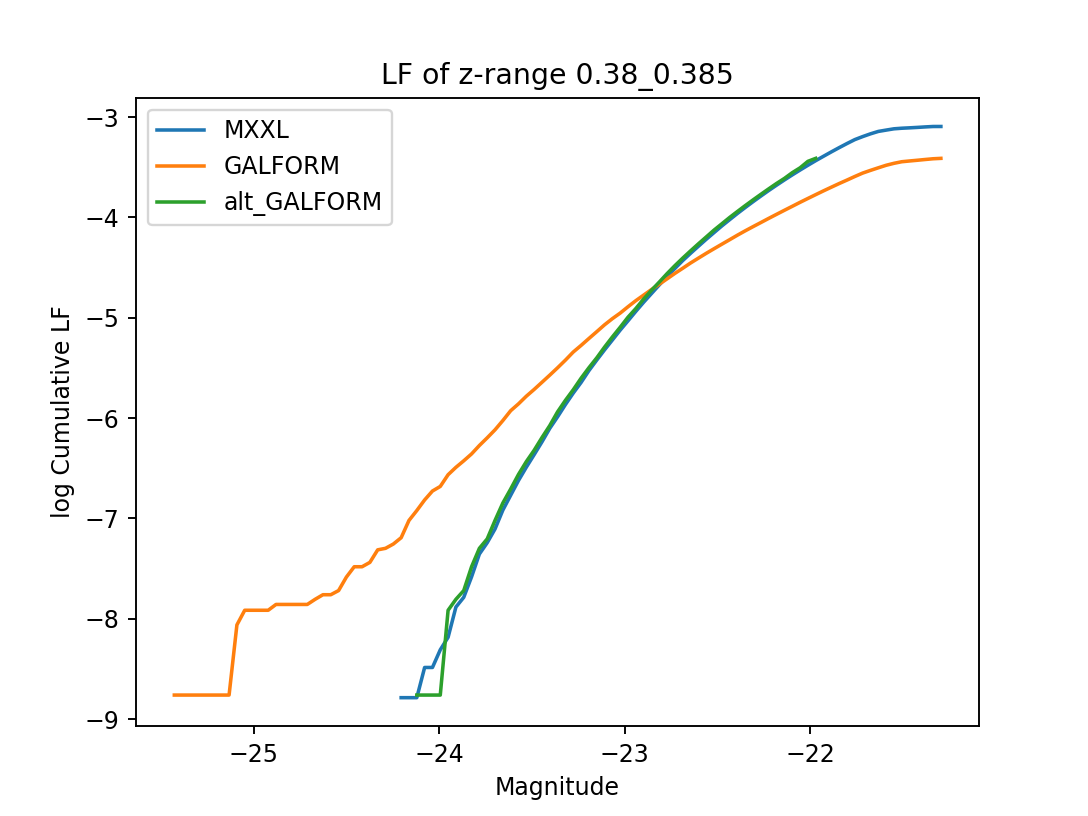 LF of z-range 0.38_0.385
MXXL
GALFORM
alt_GALFORM
log Cumulative LF
−3
−4
−5
−6
−7
−8
−9
−25
−24
−23
−22
Magnitude